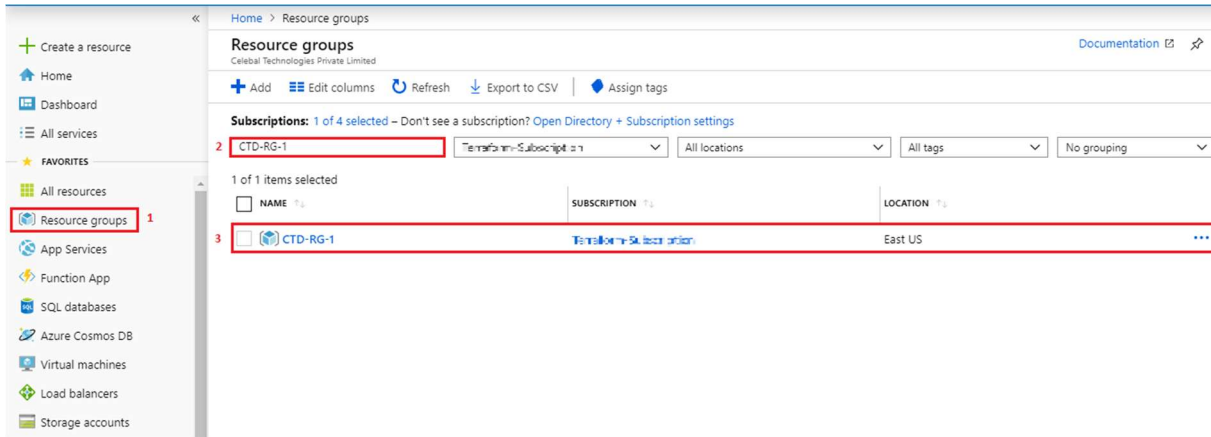 «
Create a resource
Home
Dashboard
All services
FAVORITES
All resources
Resource groups 1
App Services
Function App
SQL databases
Azure Cosmos DB
Virtual machines
Load balancers
Storage accounts
Home > Resource groups
Resource groups
Celebal Technologies Private Limited
Documentation
Add Edit columns Refresh Export to CSV Assign tags
Subscriptions: 1 of 4 selected – Don't see a subscription? Open Directory + Subscription settings
2 CTD-RG-1 Terraform-Subscription All locations All tags No grouping
1 of 1 items selected
NAME SUBSCRIPTION LOCATION
3 CTD-RG-1 Terraform-Subscription East US